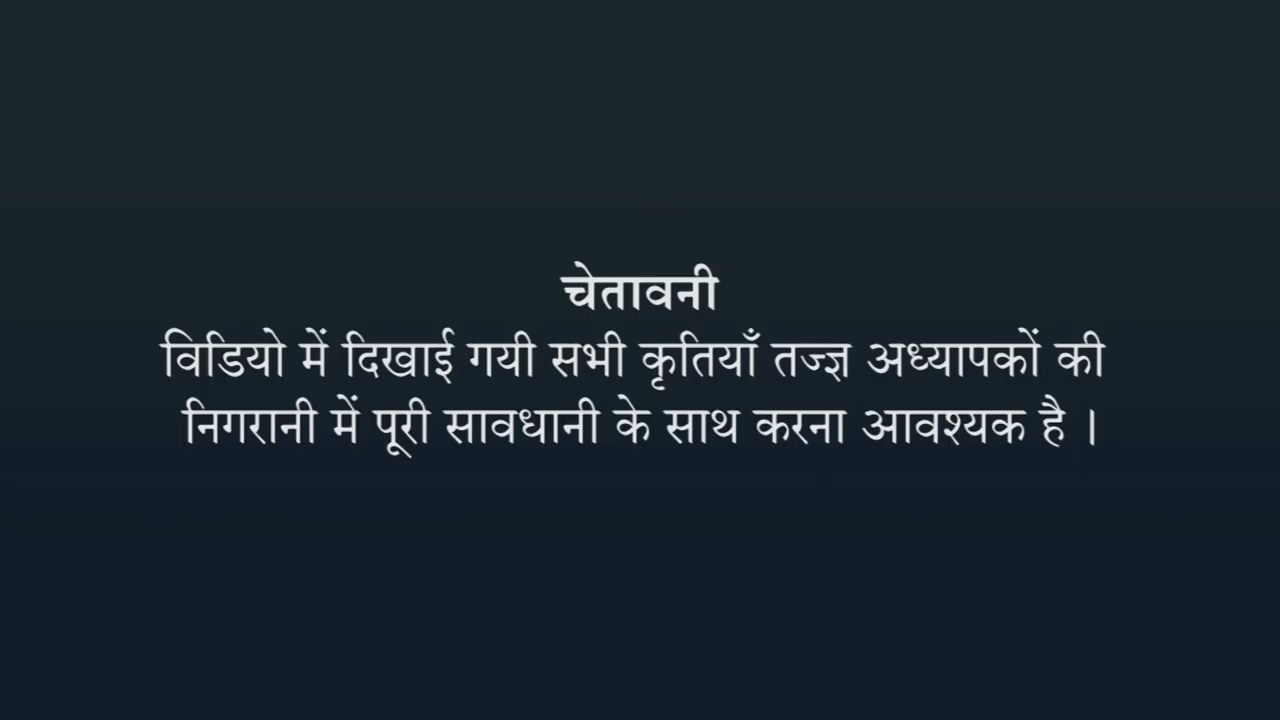 चेतावनी
विडियो में दिखाई गयी सभी कृतियाँ तज्ज्ञ अध्यापकों की
निगरानी में पूरी सावधानी के साथ करना आवश्यक है ।